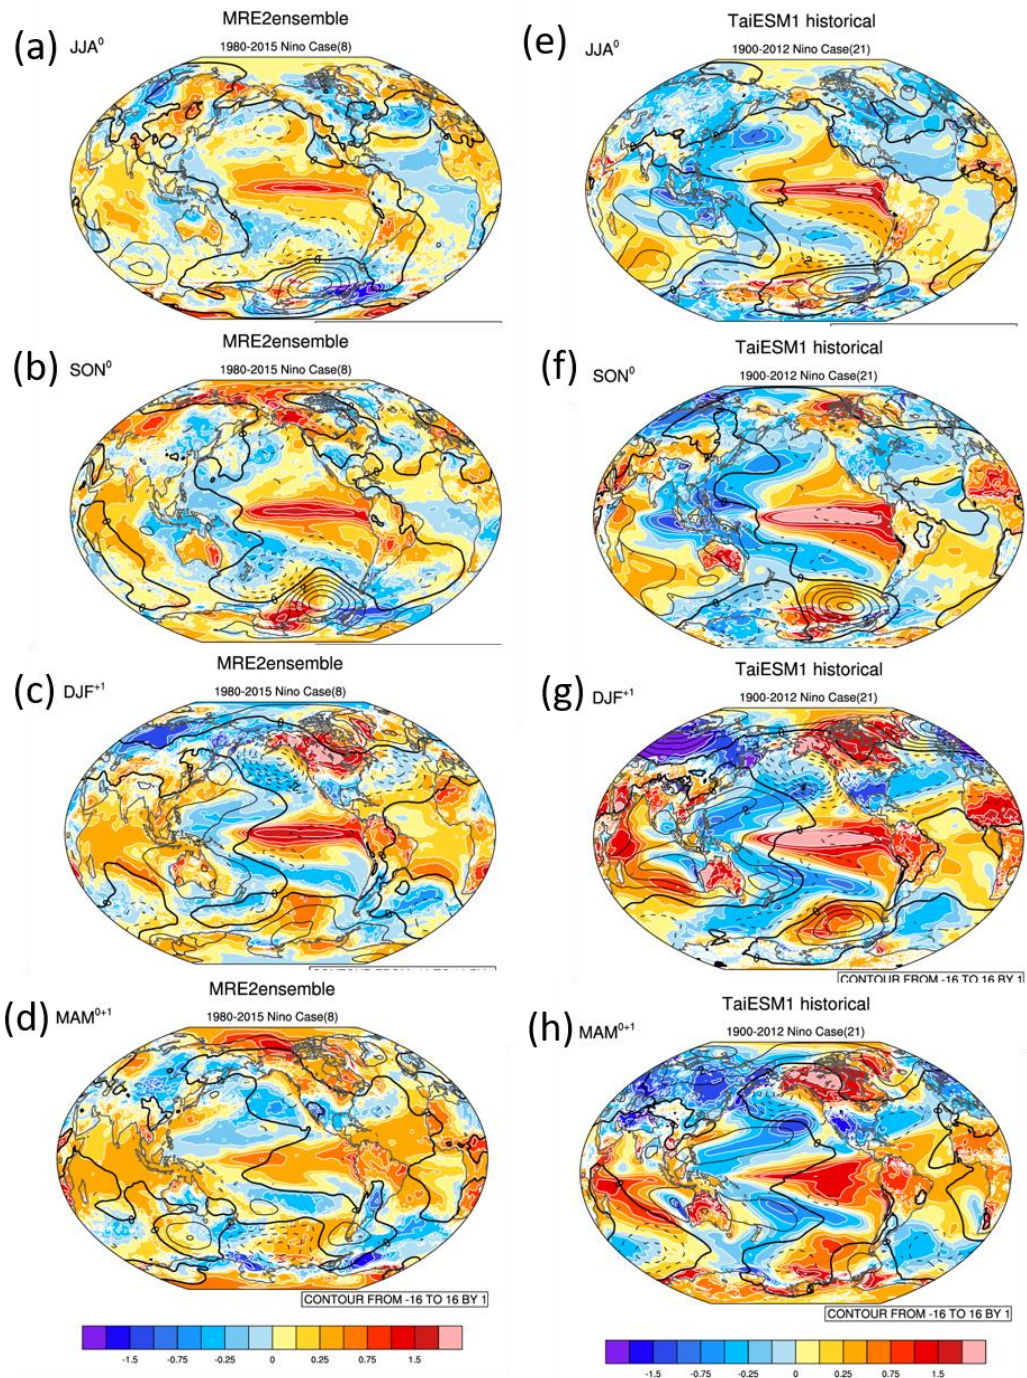 (a)
JJA⁰
MRE2ensemble
1980-2015 Nino Case(8)
(e)
JJA⁰
TaiESM1 historical
1900-2012 Nino Case(21)
(b)
SON⁰
MRE2ensemble
1980-2015 Nino Case(8)
(f)
SON⁰
TaiESM1 historical
1900-2012 Nino Case(21)
(c)
DJF⁺¹
MRE2ensemble
1980-2015 Nino Case(8)
(g)
DJF⁺¹
TaiESM1 historical
1900-2012 Nino Case(21)
CONTOUR FROM -16 TO 16 BY 1
(d)
MAM⁰⁺¹
MRE2ensemble
1980-2015 Nino Case(8)
CONTOUR FROM -16 TO 16 BY 1
(h)
MAM⁰⁺¹
TaiESM1 historical
1900-2012 Nino Case(21)
CONTOUR FROM -16 TO 16 BY 1
-1.5 -0.75 -0.25 0 0.25 0.75 1.5
-1.5 -0.75 -0.25 0 0.25 0.75 1.5